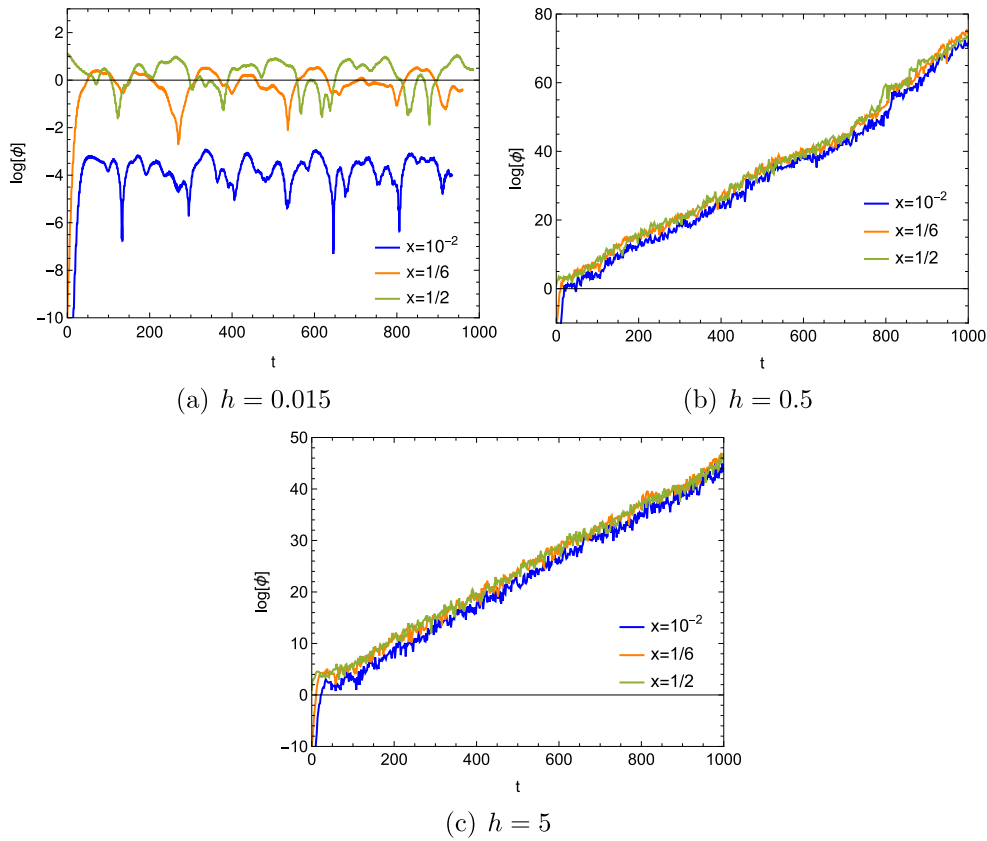 2
0
−2
−4
−6
−8
−10
log[ϕ]
x=10⁻²
x=1/6
x=1/2
0 200 400 600 800 1000
t
(a) h = 0.015
80
60
40
20
0
log[ϕ]
x=10⁻²
x=1/6
x=1/2
0 200 400 600 800 1000
t
(b) h = 0.5
50
40
30
20
10
0
−10
log[ϕ]
x=10⁻²
x=1/6
x=1/2
0 200 400 600 800 1000
t
(c) h = 5